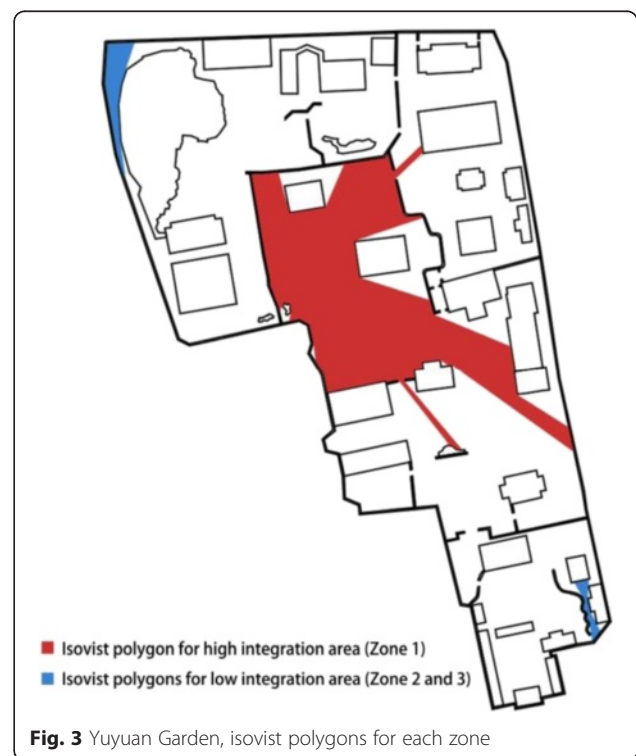 Isovist polygon for high integration area (Zone 1)
Isovist polygons for low integration area (Zone 2 and 3)
Fig. 3 Yuyuan Garden, isovist polygons for each zone